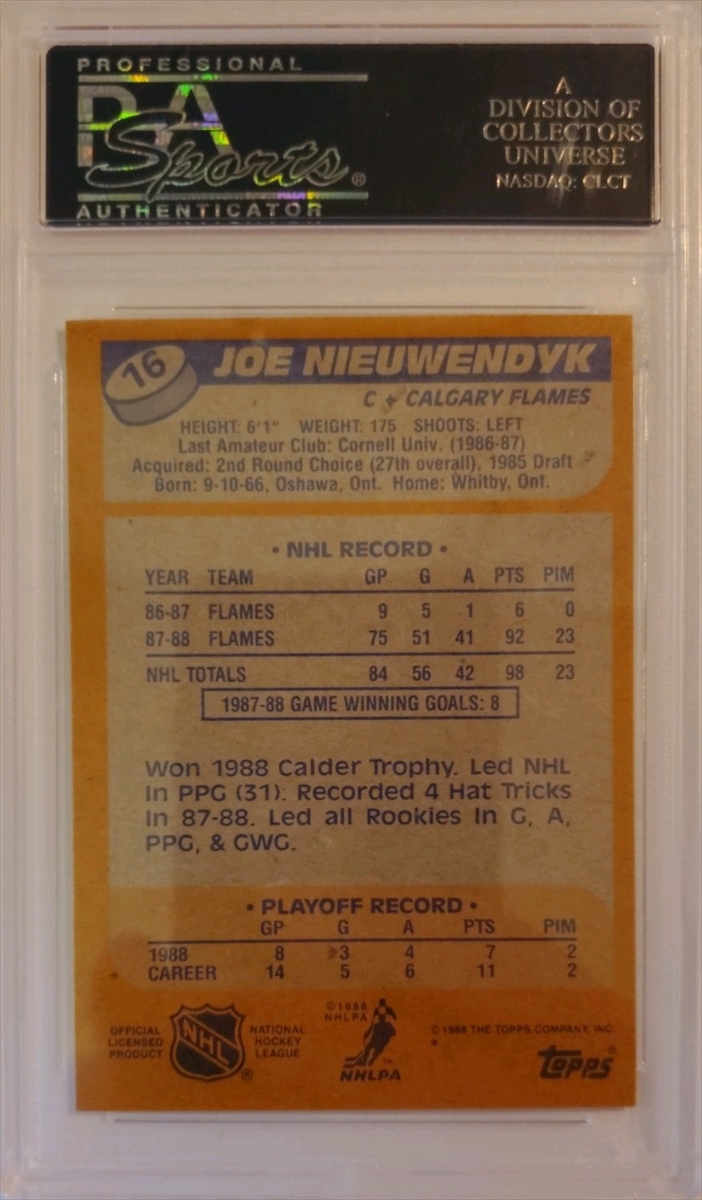 PROFESSIONAL
PSA
Sports®
AUTHENTICATOR
A
DIVISION OF
COLLECTORS
UNIVERSE
NASDAQ: CLCT
16
JOE NIEUWENDYK
C ♦ CALGARY FLAMES
HEIGHT: 6'1" WEIGHT: 175 SHOOTS: LEFT
Last Amateur Club: Cornell Univ. (1986-87)
Acquired: 2nd Round Choice (27th overall), 1985 Draft
Born: 9-10-66, Oshawa, Ont. Home: Whitby, Ont.
• NHL RECORD •
YEAR TEAM GP G A PTS PIM
86-87 FLAMES 9 5 1 6 0
87-88 FLAMES 75 51 41 92 23
NHL TOTALS 84 56 42 98 23
1987-88 GAME WINNING GOALS: 8
Won 1988 Calder Trophy. Led NHL
In PPG (31). Recorded 4 Hat Tricks
In 87-88. Led all Rookies In G, A,
PPG, & GWG.
• PLAYOFF RECORD •
GP G A PTS PIM
1988 8 3 4 7 2
CAREER 14 5 6 11 2
OFFICIAL
LICENSED
PRODUCT
NHL
®
NATIONAL
HOCKEY
LEAGUE
©1988
NHLPA
™
NHLPA
© 1988 THE TOPPS COMPANY, INC.
*
topps®